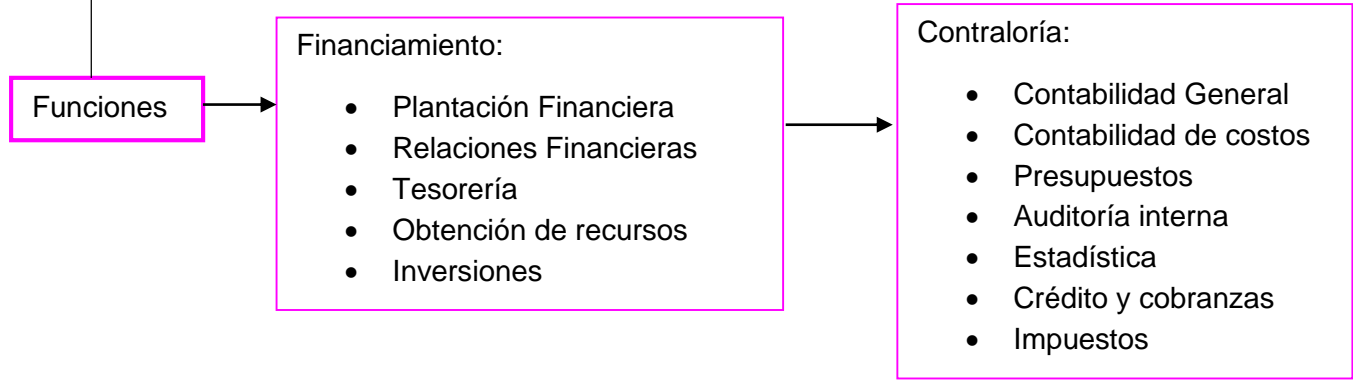 Funciones
Financiamiento:
• Plantación Financiera
• Relaciones Financieras
• Tesorería
• Obtención de recursos
• Inversiones
Contraloría:
• Contabilidad General
• Contabilidad de costos
• Presupuestos
• Auditoría interna
• Estadística
• Crédito y cobranzas
• Impuestos